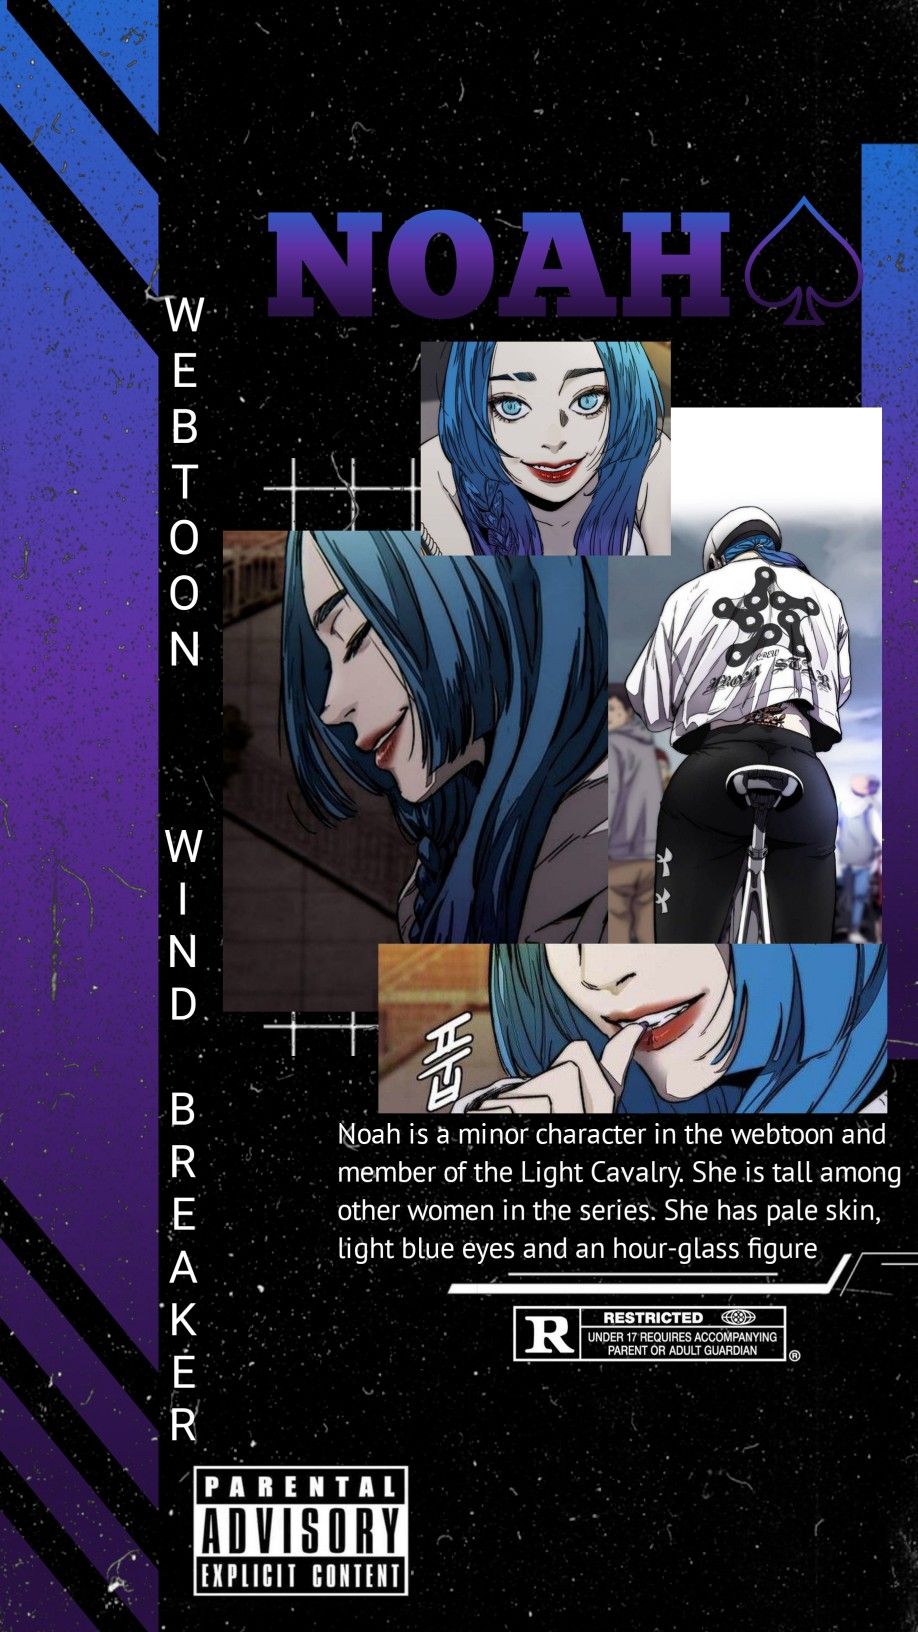 NOAH
WEBTOON
WIND
BREAKER
CREW
품
Noah is a minor character in the webtoon and
member of the Light Cavalry. She is tall among
other women in the series. She has pale skin,
light blue eyes and an hour-glass figure
R
RESTRICTED
UNDER 17 REQUIRES ACCOMPANYING
PARENT OR ADULT GUARDIAN
®
PARENTAL
ADVISORY
EXPLICIT CONTENT